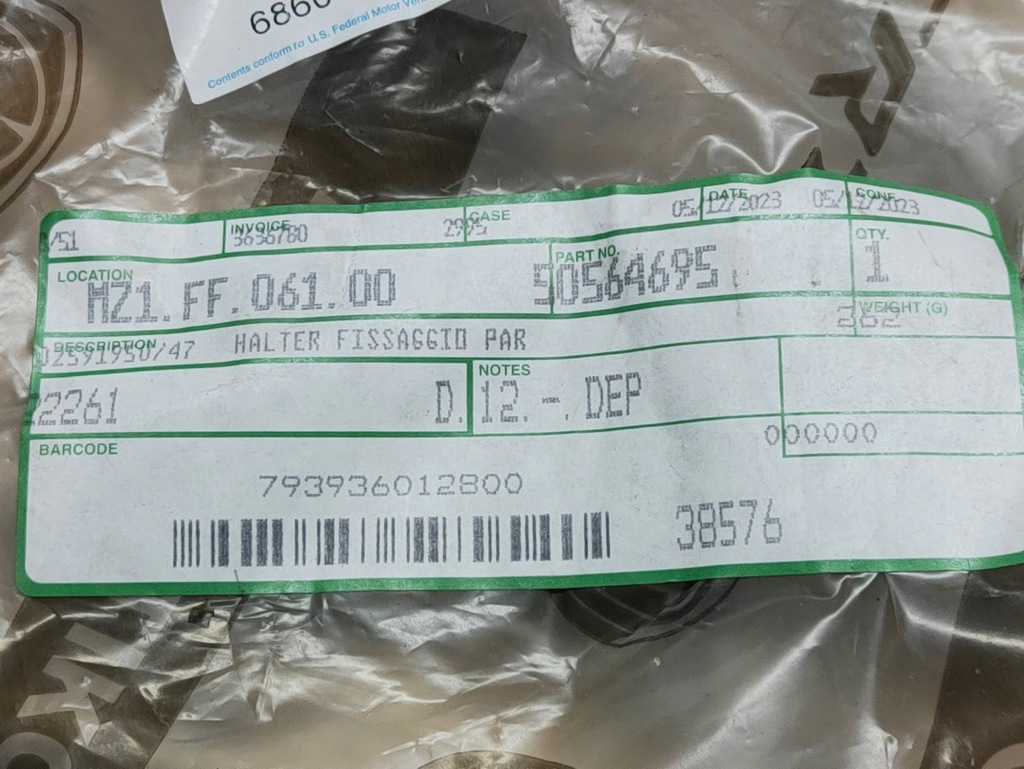 Contents conform to U.S. Federal Motor
INVOICE CASE DATE CONF.
/51 3656780 05/12/2023 05/12/2023
LOCATION PART NO. QTY.
MZ1.FF.061.00 50564695 1
WEIGHT (G)
DESCRIPTION
HALTER FISSAGGIO PAR
NOTES
2261 D.12.-.DEP
000000
BARCODE
793936012800
38576